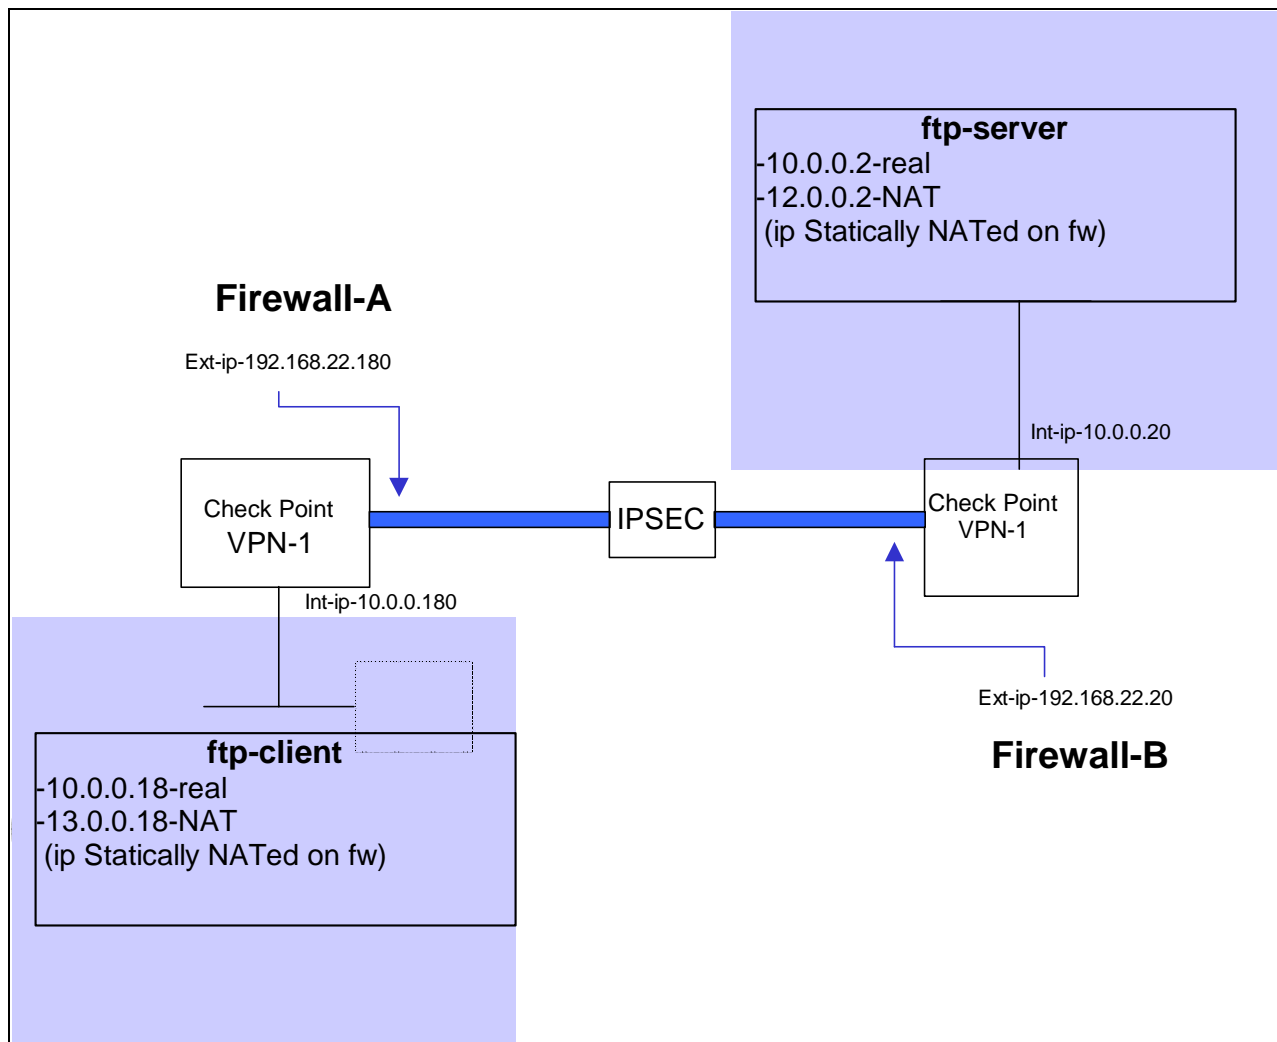 ftp-server
-10.0.0.2-real
-12.0.0.2-NAT
(ip Statically NATed on fw)
Firewall-A
Ext-ip-192.168.22.180
Int-ip-10.0.0.20
Check Point
VPN-1
IPSEC
Check Point
VPN-1
Int-ip-10.0.0.180
Ext-ip-192.168.22.20
Firewall-B
ftp-client
-10.0.0.18-real
-13.0.0.18-NAT
(ip Statically NATed on fw)